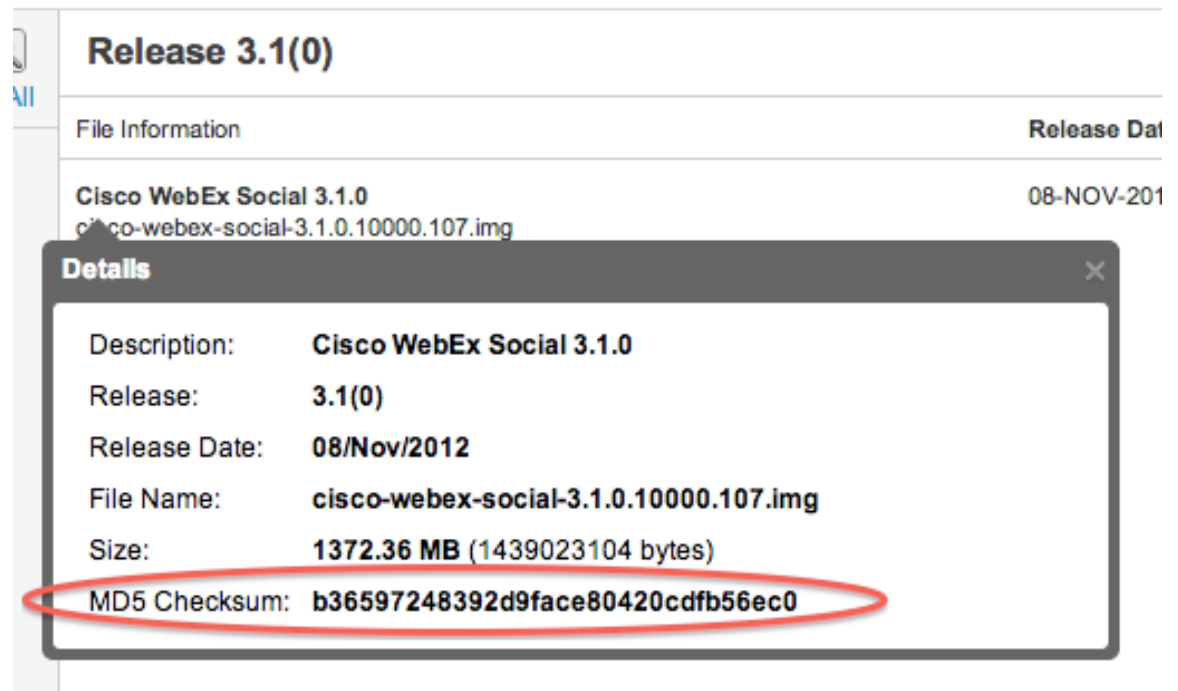 All
Release 3.1(0)
File Information
Release Dat
Cisco WebEx Social 3.1.0
08-NOV-201
cisco-webex-social-3.1.0.10000.107.img
Details
Description: Cisco WebEx Social 3.1.0
Release: 3.1(0)
Release Date: 08/Nov/2012
File Name: cisco-webex-social-3.1.0.10000.107.img
Size: 1372.36 MB (1439023104 bytes)
MD5 Checksum: b36597248392d9face80420cdfb56ec0